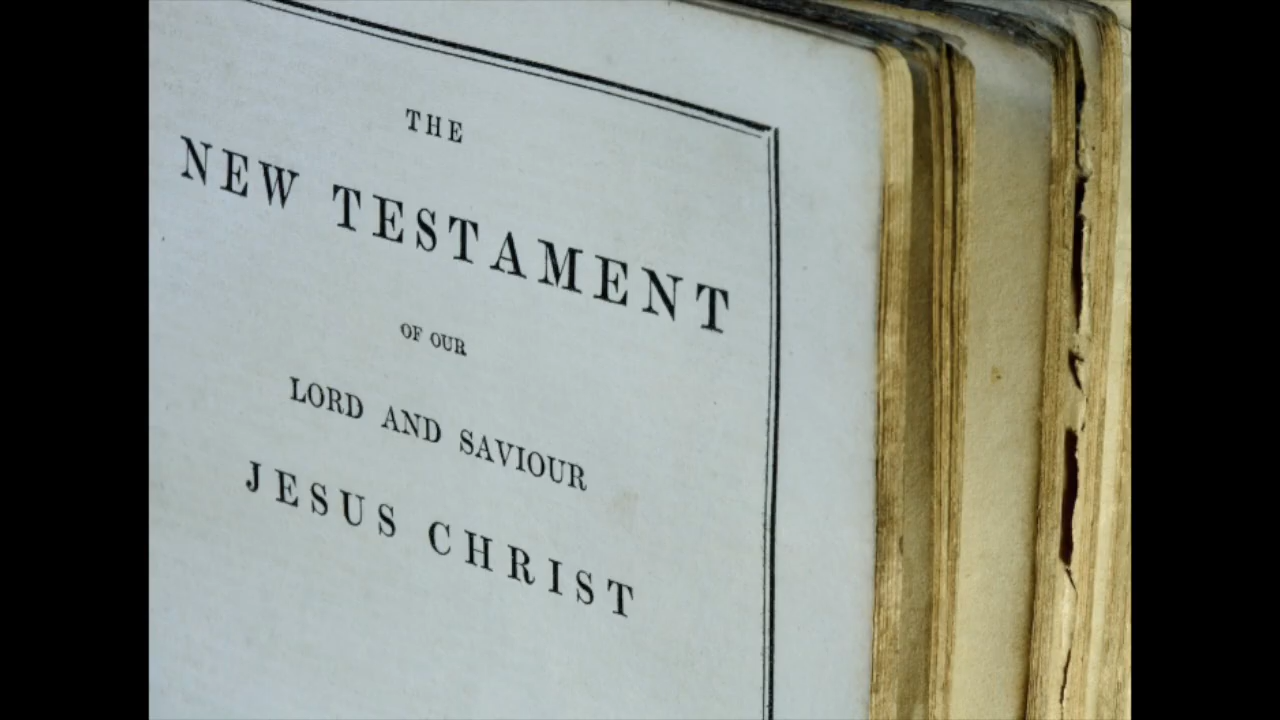 THE
NEW TESTAMENT
OF OUR
LORD AND SAVIOUR
JESUS CHRIST